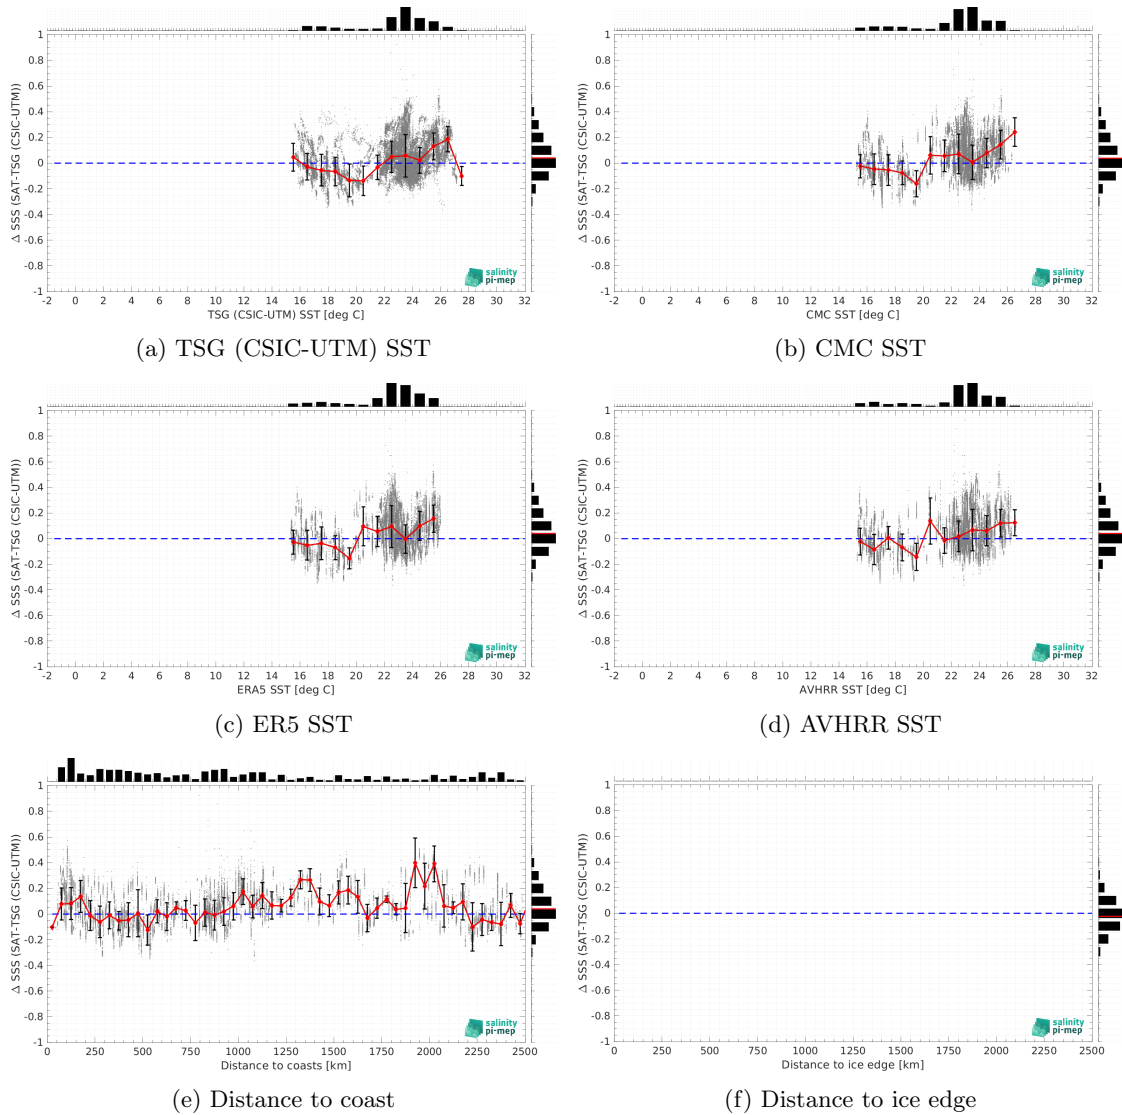 1
0.8
0.6
0.4
0.2
0
-0.2
-0.4
-0.6
-0.8
-1
Δ SSS (SAT-TSG (CSIC-UTM))
salinity
pi-mep
-2 0 2 4 6 8 10 12 14 16 18 20 22 24 26 28 30 32
TSG (CSIC-UTM) SST [deg C]
(a) TSG (CSIC-UTM) SST
1
0.8
0.6
0.4
0.2
0
-0.2
-0.4
-0.6
-0.8
-1
Δ SSS (SAT-TSG (CSIC-UTM))
salinity
pi-mep
-2 0 2 4 6 8 10 12 14 16 18 20 22 24 26 28 30 32
CMC SST [deg C]
(b) CMC SST
1
0.8
0.6
0.4
0.2
0
-0.2
-0.4
-0.6
-0.8
-1
Δ SSS (SAT-TSG (CSIC-UTM))
salinity
pi-mep
-2 0 2 4 6 8 10 12 14 16 18 20 22 24 26 28 30 32
ERA5 SST [deg C]
(c) ER5 SST
1
0.8
0.6
0.4
0.2
0
-0.2
-0.4
-0.6
-0.8
-1
Δ SSS (SAT-TSG (CSIC-UTM))
salinity
pi-mep
-2 0 2 4 6 8 10 12 14 16 18 20 22 24 26 28 30 32
AVHRR SST [deg C]
(d) AVHRR SST
1
0.8
0.6
0.4
0.2
0
-0.2
-0.4
-0.6
-0.8
-1
Δ SSS (SAT-TSG (CSIC-UTM))
salinity
pi-mep
0 250 500 750 1000 1250 1500 1750 2000 2250 2500
Distance to coasts [km]
(e) Distance to coast
1
0.8
0.6
0.4
0.2
0
-0.2
-0.4
-0.6
-0.8
-1
Δ SSS (SAT-TSG (CSIC-UTM))
salinity
pi-mep
0 250 500 750 1000 1250 1500 1750 2000 2250 2500
Distance to ice edge [km]
(f) Distance to ice edge